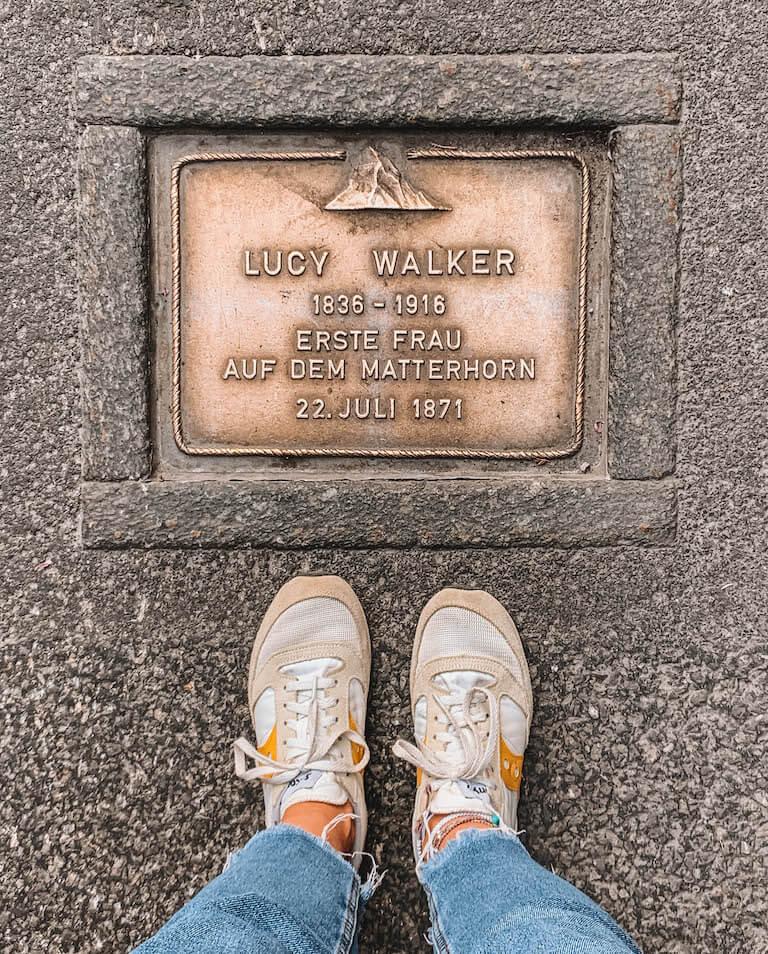 LUCY WALKER
1836 - 1916
ERSTE FRAU
AUF DEM MATTERHORN
22. JULI 1871